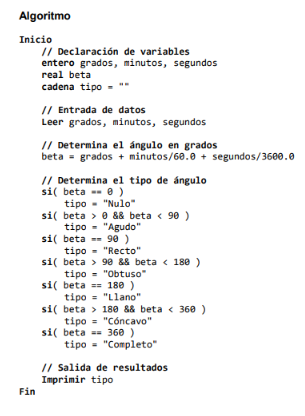 Algoritmo
Inicio
// Declaración de variables
entero grados, minutos, segundos
real beta
cadena tipo = ""
// Entrada de datos
Leer grados, minutos, segundos
// Determina el ángulo en grados
beta = grados + minutos/60.0 + segundos/3600.0
// Determina el tipo de ángulo
si( beta == 0 )
tipo = "Nulo"
si( beta > 0 && beta < 90 )
tipo = "Agudo"
si( beta == 90 )
tipo = "Recto"
si( beta > 90 && beta < 180 )
tipo = "Obtuso"
si( beta == 180 )
tipo = "Llano"
si( beta > 180 && beta < 360 )
tipo = "Cóncavo"
si( beta == 360 )
tipo = "Completo"
// Salida de resultados
Imprimir tipo
Fin